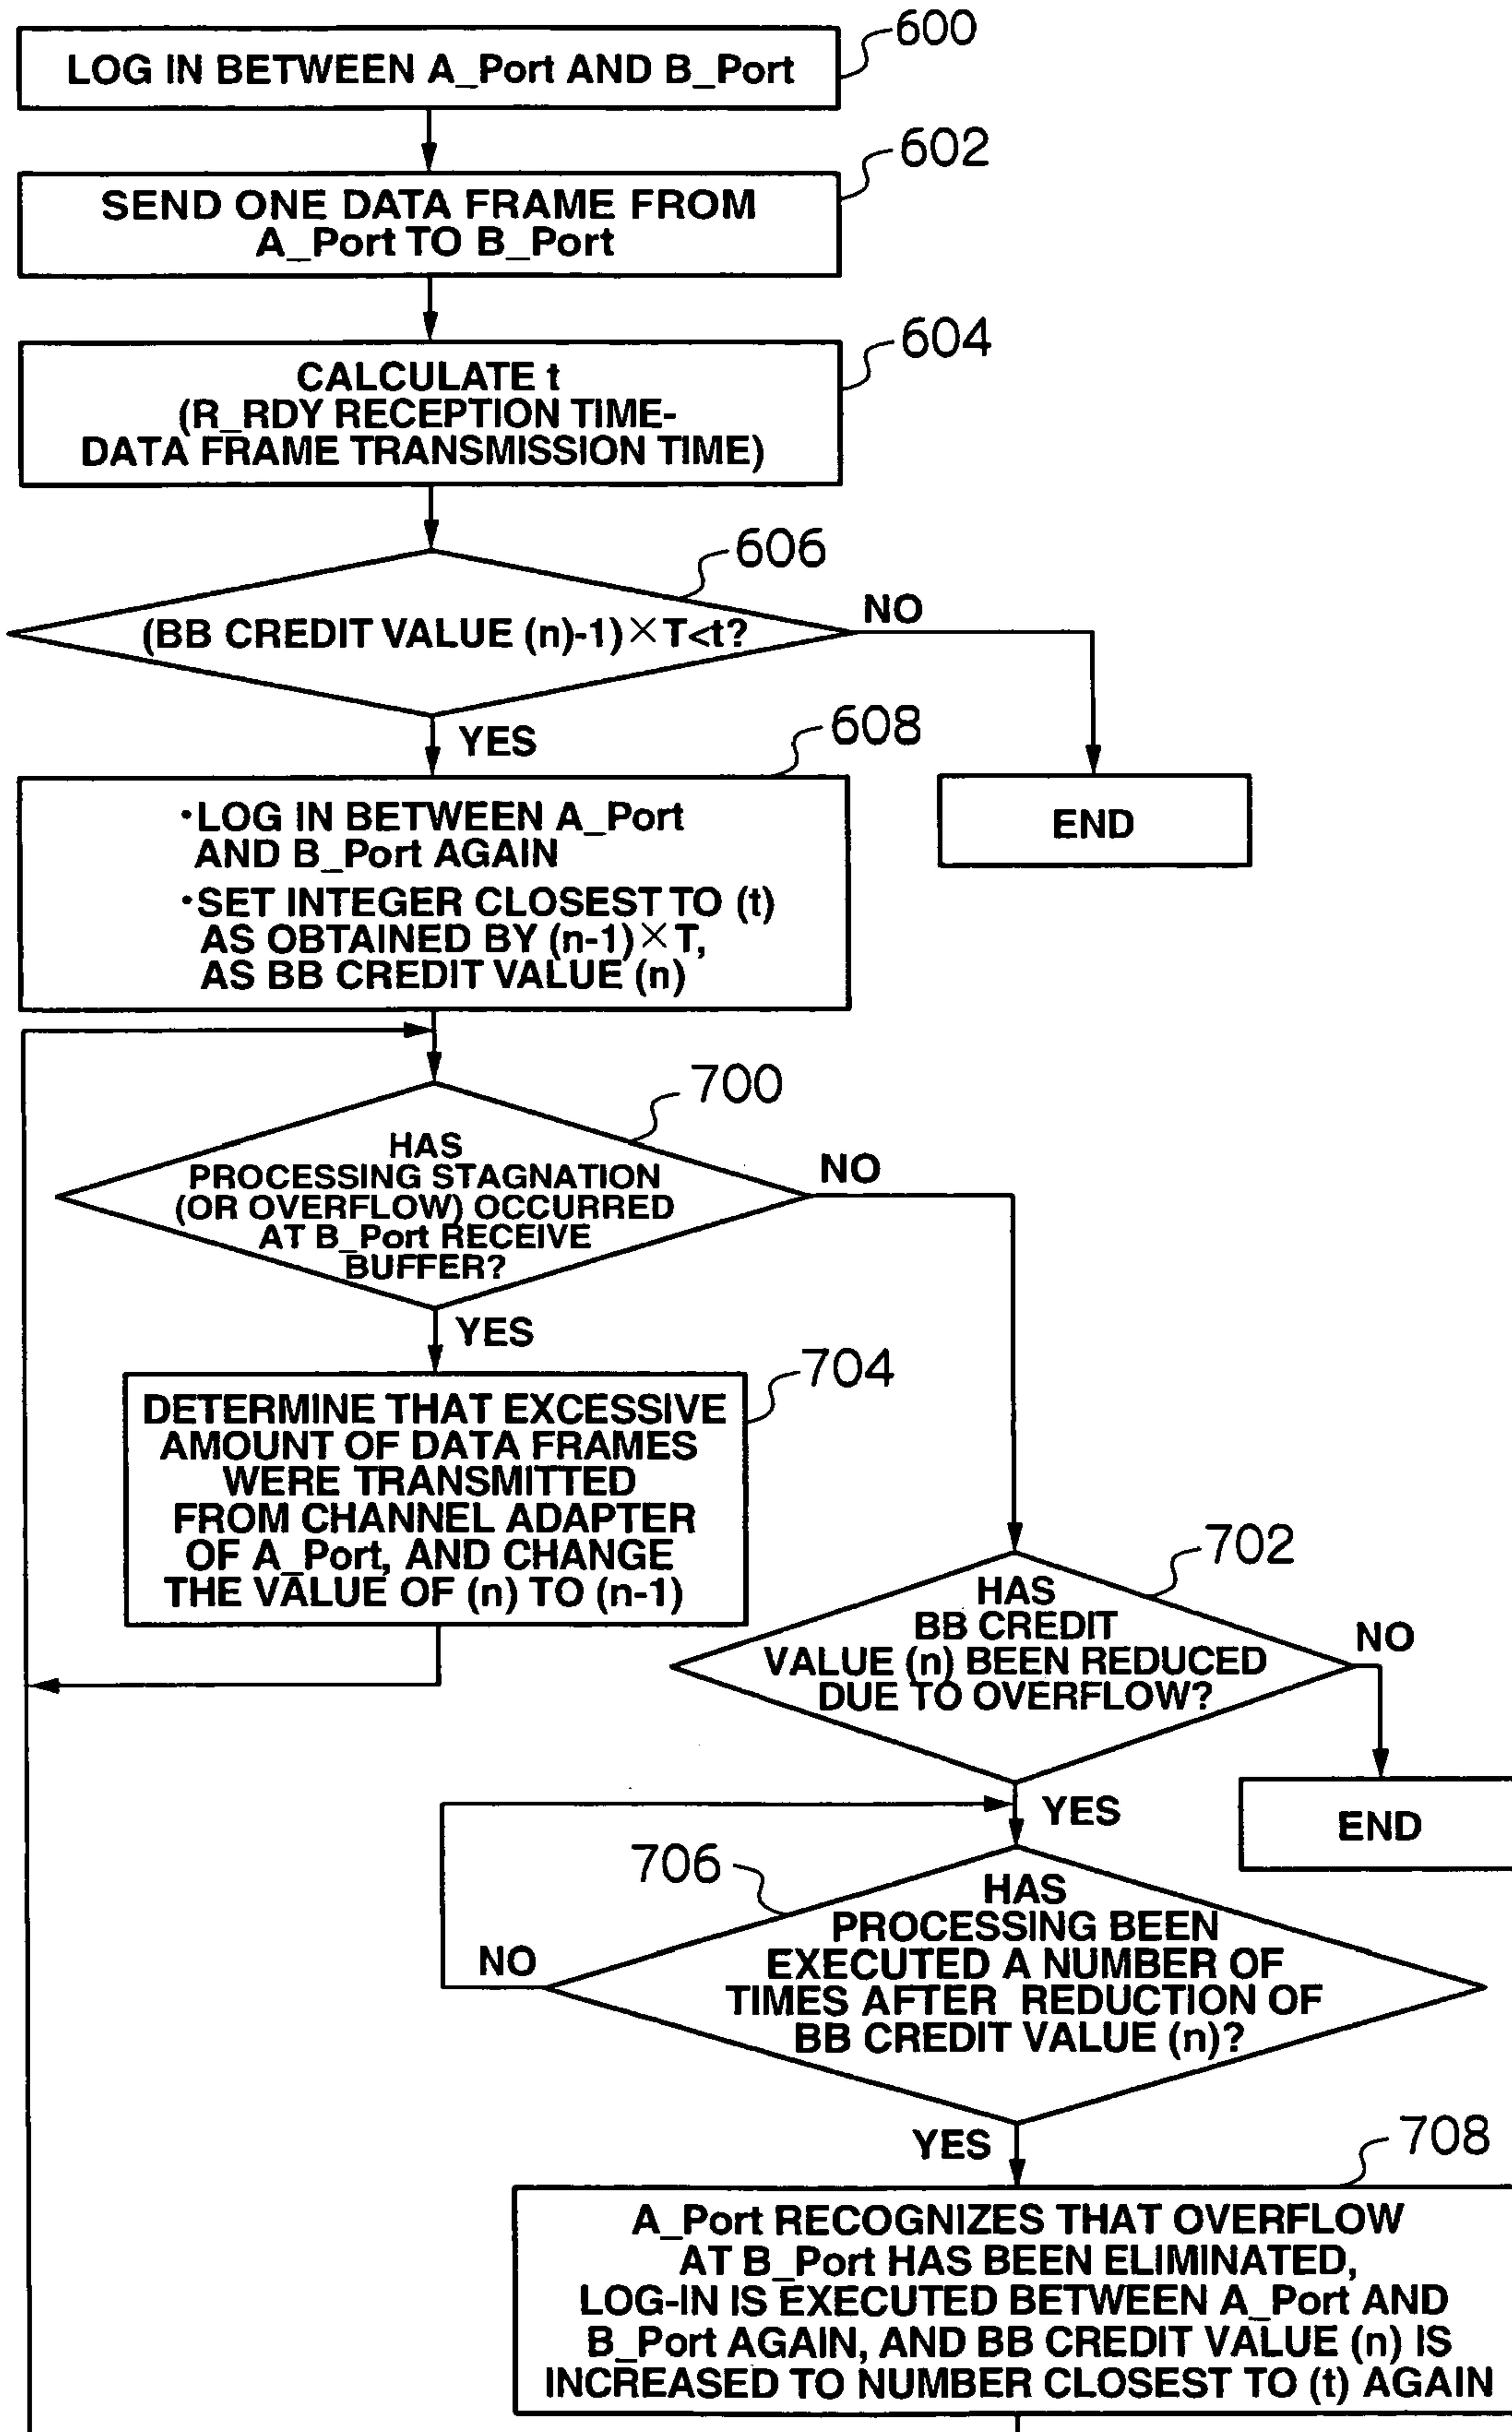 600
LOG IN BETWEEN A_Port AND B_Port
602
SEND ONE DATA FRAME FROM
A_Port TO B_Port
604
CALCULATE t
(R_RDY RECEPTION TIME-
DATA FRAME TRANSMISSION TIME)
606
(BB CREDIT VALUE (n)-1)×T<t?
NO
YES
608
END
·LOG IN BETWEEN A_Port
AND B_Port AGAIN
·SET INTEGER CLOSEST TO (t)
AS OBTAINED BY (n-1)×T,
AS BB CREDIT VALUE (n)
700
HAS
PROCESSING STAGNATION
(OR OVERFLOW) OCCURRED
AT B_Port RECEIVE
BUFFER?
NO
YES
704
DETERMINE THAT EXCESSIVE
AMOUNT OF DATA FRAMES
WERE TRANSMITTED
FROM CHANNEL ADAPTER
OF A_Port, AND CHANGE
THE VALUE OF (n) TO (n-1)
702
HAS
BB CREDIT
VALUE (n) BEEN REDUCED
DUE TO OVERFLOW?
NO
YES
END
706
HAS
PROCESSING BEEN
EXECUTED A NUMBER OF
TIMES AFTER REDUCTION OF
BB CREDIT VALUE (n)?
NO
YES
708
A_Port RECOGNIZES THAT OVERFLOW
AT B_Port HAS BEEN ELIMINATED,
LOG-IN IS EXECUTED BETWEEN A_Port AND
B_Port AGAIN, AND BB CREDIT VALUE (n) IS
INCREASED TO NUMBER CLOSEST TO (t) AGAIN